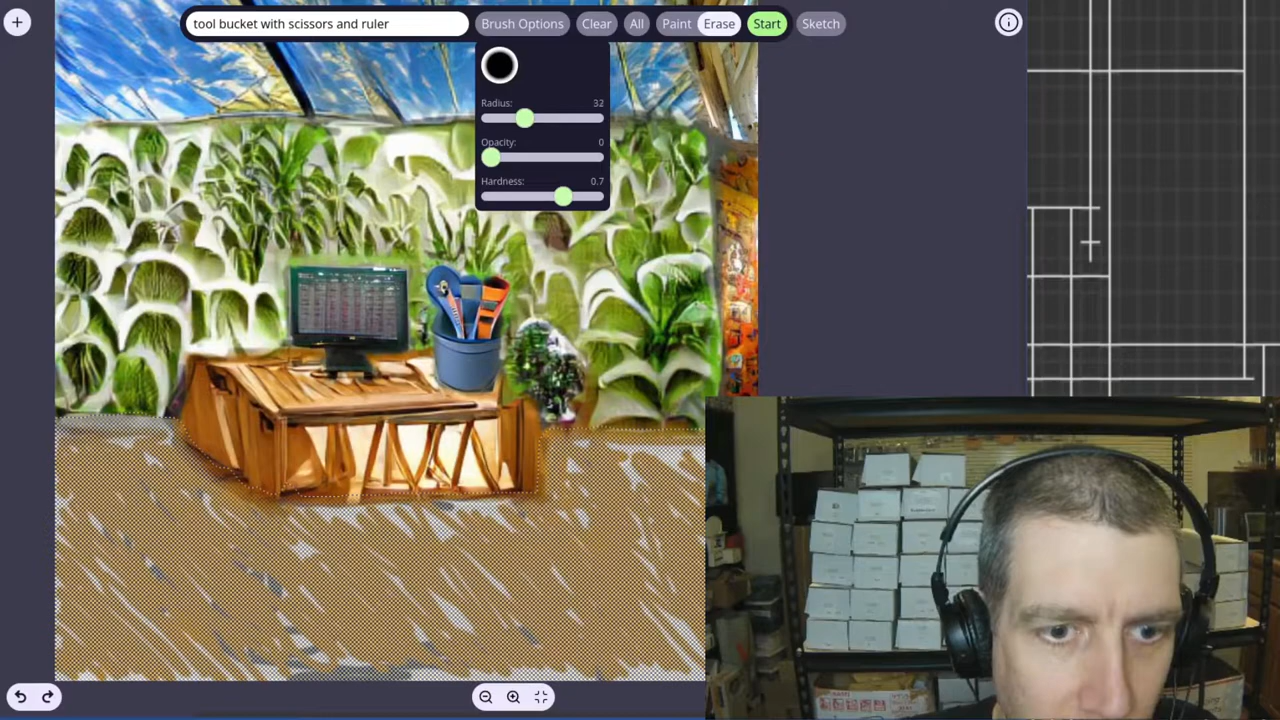 tool bucket with scissors and ruler
Brush Options
Clear
All
Paint
Erase
Start
Sketch
Radius:
32
Opacity:
0
Hardness:
0.7